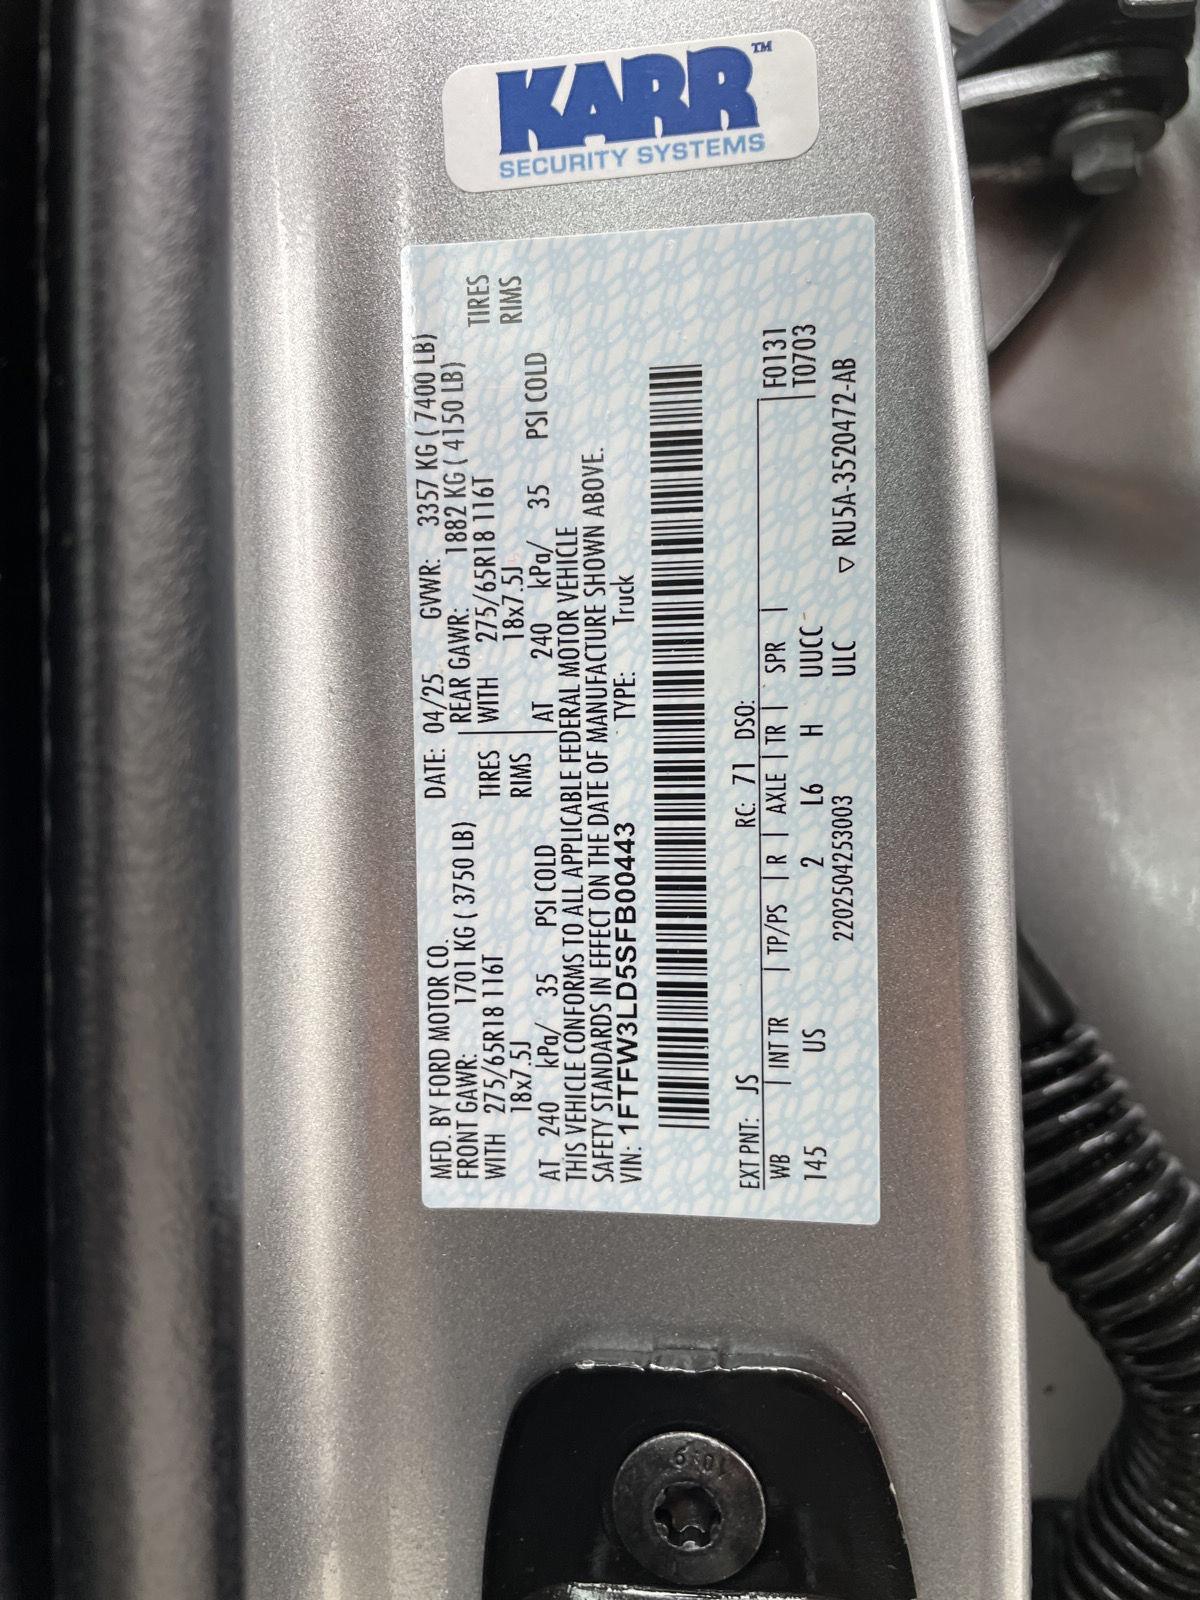 KARR™
SECURITY SYSTEMS
MFD. BY FORD MOTOR CO. DATE: 04/25 GVWR: 3357 KG ( 7400 LB)
FRONT GAWR: 1701 KG ( 3750 LB) REAR GAWR: 1882 KG ( 4150 LB)
WITH 275/65R18 116T TIRES WITH 275/65R18 116T TIRES
18x7.5J RIMS 18x7.5J RIMS
AT 240 kPa/ 35 PSI COLD AT 240 kPa/ 35 PSI COLD
THIS VEHICLE CONFORMS TO ALL APPLICABLE FEDERAL MOTOR VEHICLE
SAFETY STANDARDS IN EFFECT ON THE DATE OF MANUFACTURE SHOWN ABOVE.
VIN: 1FTFW3LD5SFB00443 TYPE: Truck
EXT PNT: JS RC: 71 DSO:
WB INT TR TP/PS R AXLE TR SPR F0131
145 US 2 L6 H UUCC T0703
2202504253003 ULC ▽ RU5A-3520472-AB
10.9